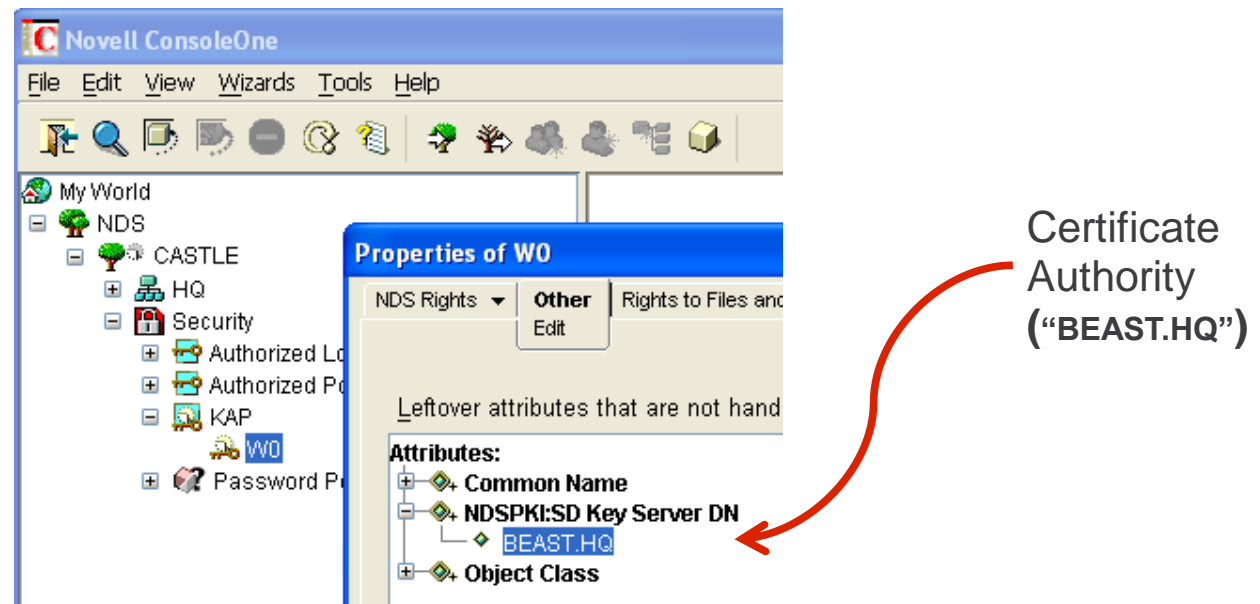 Novell ConsoleOne
File Edit View Wizards Tools Help
My World
NDS
CASTLE
HQ
Security
Authorized Lo
Authorized Po
KAP
W0
Password P
Properties of W0
NDS Rights Other Rights to Files and
Edit
Leftover attributes that are not hand
Attributes:
Common Name
NDSPKI:SD Key Server DN
BEAST.HQ
Object Class
Certificate
Authority
(“BEAST.HQ”)